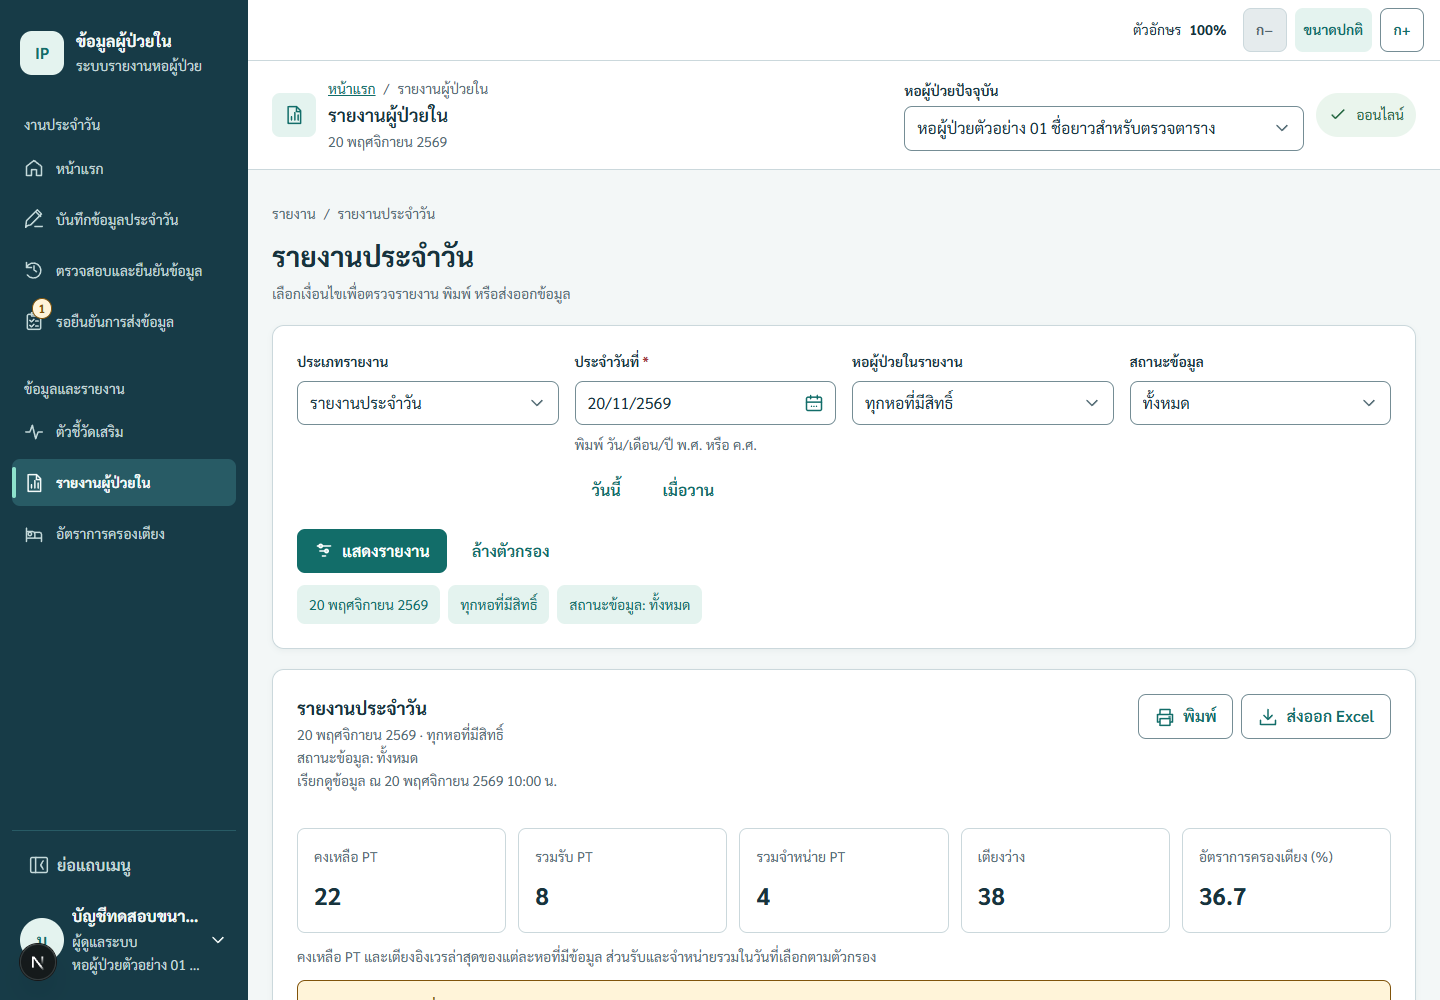 IP
ข้อมูลผู้ป่วยใน
ระบบรายงานหอผู้ป่วย
งานประจำวัน
หน้าแรก
บันทึกข้อมูลประจำวัน
ตรวจสอบและยืนยันข้อมูล
1
รอยืนยันการส่งข้อมูล
ข้อมูลและรายงาน
ตัวชี้วัดเสริม
รายงานผู้ป่วยใน
อัตราการครองเตียง
ย่อแถบเมนู
บัญชีทดสอบขนา...
ผู้ดูแลระบบ
หอผู้ป่วยตัวอย่าง 01 ...
N
ตัวอักษร 100% ก− ขนาดปกติ ก+
หน้าแรก / รายงานผู้ป่วยใน
รายงานผู้ป่วยใน
20 พฤศจิกายน 2569
หอผู้ป่วยปัจจุบัน
หอผู้ป่วยตัวอย่าง 01 ชื่อยาวสำหรับตรวจตาราง
ออนไลน์
รายงาน / รายงานประจำวัน
รายงานประจำวัน
เลือกเงื่อนไขเพื่อตรวจรายงาน พิมพ์ หรือส่งออกข้อมูล
ประเภทรายงาน ประจำวันที่ * หอผู้ป่วยในรายงาน สถานะข้อมูล
รายงานประจำวัน 20/11/2569 ทุกหอที่มีสิทธิ์ ทั้งหมด
พิมพ์ วัน/เดือน/ปี พ.ศ. หรือ ค.ศ.
วันนี้ เมื่อวาน
แสดงรายงาน ล้างตัวกรอง
20 พฤศจิกายน 2569 ทุกหอที่มีสิทธิ์ สถานะข้อมูล: ทั้งหมด
รายงานประจำวัน
20 พฤศจิกายน 2569 · ทุกหอที่มีสิทธิ์
สถานะข้อมูล: ทั้งหมด
เรียกดูข้อมูล ณ 20 พฤศจิกายน 2569 10:00 น.
พิมพ์ ส่งออก Excel
คงเหลือ PT รวมรับ PT รวมจำหน่าย PT เตียงว่าง อัตราการครองเตียง (%)
22 8 4 38 36.7
คงเหลือ PT และเตียงอิงเวรล่าสุดของแต่ละหอที่มีข้อมูล ส่วนรับและจำหน่ายรวมในวันที่เลือกตามตัวกรอง